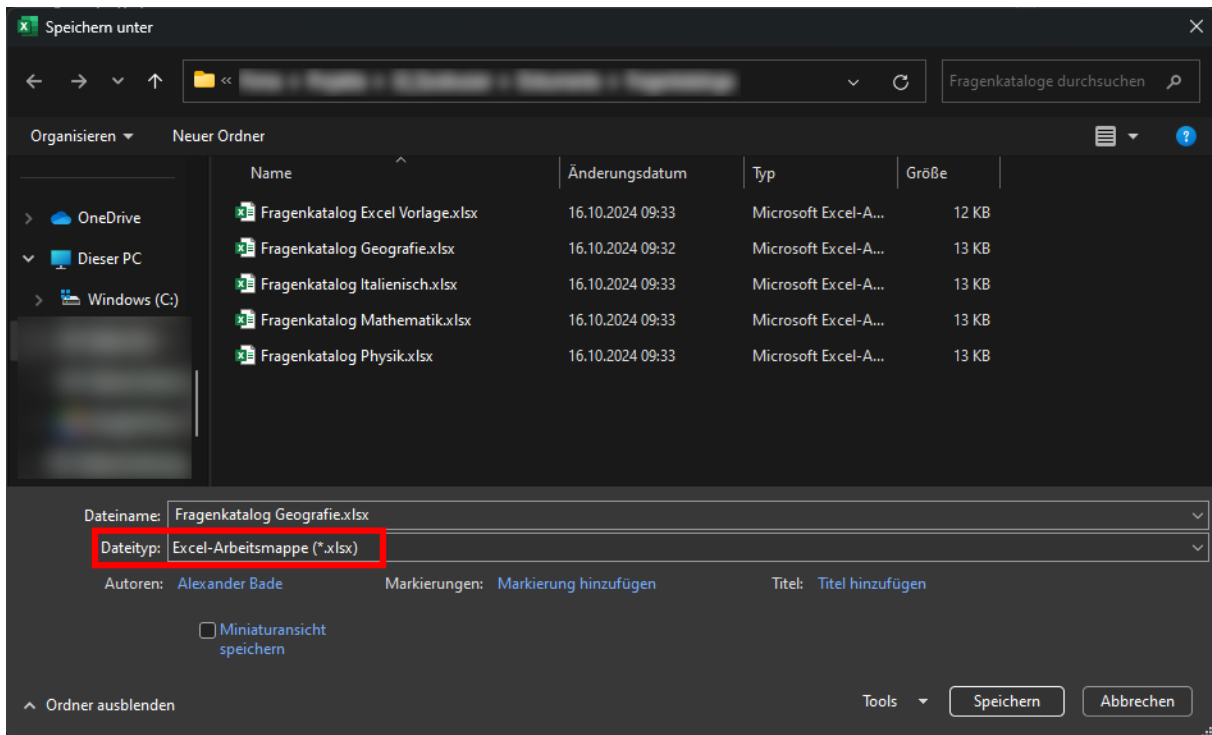 Speichern unter
«
Fragenkataloge durchsuchen
Organisieren
Neuer Ordner
?
Name Änderungsdatum Typ Größe
OneDrive
Dieser PC
Windows (C:)
Fragenkatalog Excel Vorlage.xlsx 16.10.2024 09:33 Microsoft Excel-A... 12 KB
Fragenkatalog Geografie.xlsx 16.10.2024 09:32 Microsoft Excel-A... 13 KB
Fragenkatalog Italienisch.xlsx 16.10.2024 09:33 Microsoft Excel-A... 13 KB
Fragenkatalog Mathematik.xlsx 16.10.2024 09:33 Microsoft Excel-A... 13 KB
Fragenkatalog Physik.xlsx 16.10.2024 09:33 Microsoft Excel-A... 13 KB
Dateiname: Fragenkatalog Geografie.xlsx
Dateityp: Excel-Arbeitsmappe (*.xlsx)
Autoren: Alexander Bade Markierungen: Markierung hinzufügen Titel: Titel hinzufügen
Miniaturansicht
speichern
Ordner ausblenden
Tools Speichern Abbrechen